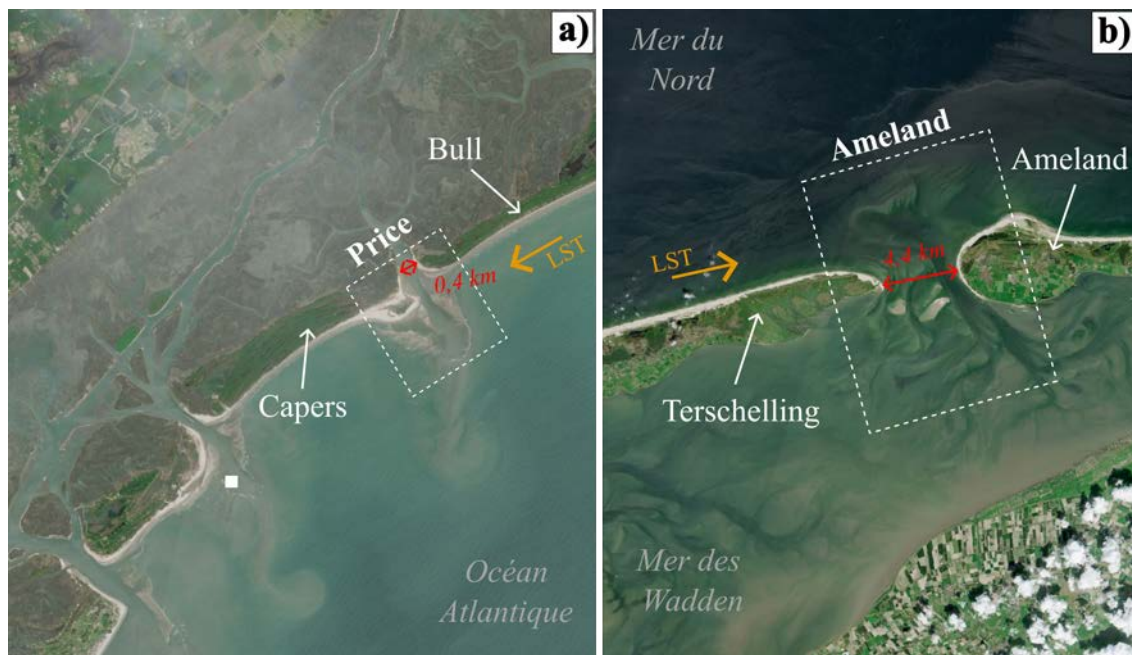 a)
Bull
Price
LST
0,4 km
Capers
Océan
Atlantique
b)
Mer du
Nord
Ameland
Ameland
LST
4,4 km
Terschelling
Mer des
Wadden